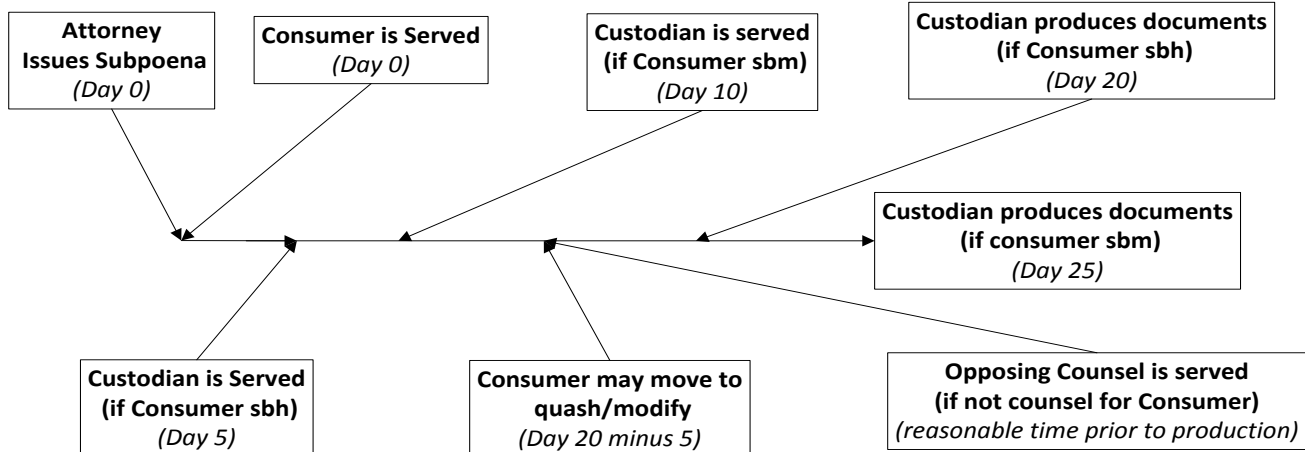 Attorney
Issues Subpoena
(Day 0)
Consumer is Served
(Day 0)
Custodian is served
(if Consumer sbm)
(Day 10)
Custodian produces documents
(if Consumer sbh)
(Day 20)
Custodian produces documents
(if consumer sbm)
(Day 25)
Custodian is Served
(if Consumer sbh)
(Day 5)
Consumer may move to
quash/modify
(Day 20 minus 5)
Opposing Counsel is served
(if not counsel for Consumer)
(reasonable time prior to production)